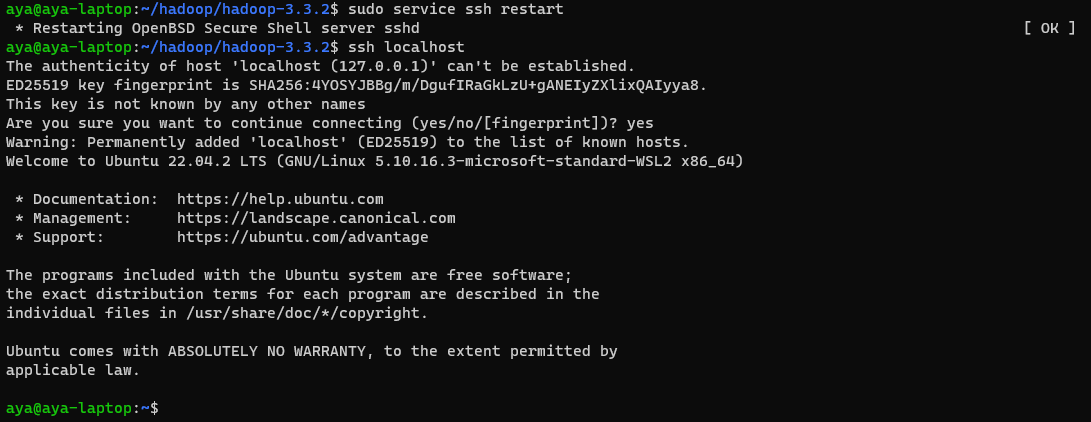 aya@aya-laptop:~/hadoop/hadoop-3.3.2$ sudo service ssh restart
 * Restarting OpenBSD Secure Shell server sshd [ OK ]
aya@aya-laptop:~/hadoop/hadoop-3.3.2$ ssh localhost
The authenticity of host 'localhost (127.0.0.1)' can't be established.
ED25519 key fingerprint is SHA256:4YOSYJBBg/m/DgufIRaGkLzU+gANEIyZXlixQAIyya8.
This key is not known by any other names
Are you sure you want to continue connecting (yes/no/[fingerprint])? yes
Warning: Permanently added 'localhost' (ED25519) to the list of known hosts.
Welcome to Ubuntu 22.04.2 LTS (GNU/Linux 5.10.16.3-microsoft-standard-WSL2 x86_64)

 * Documentation:  https://help.ubuntu.com
 * Management:     https://landscape.canonical.com
 * Support:        https://ubuntu.com/advantage

The programs included with the Ubuntu system are free software;
the exact distribution terms for each program are described in the
individual files in /usr/share/doc/*/copyright.

Ubuntu comes with ABSOLUTELY NO WARRANTY, to the extent permitted by
applicable law.

aya@aya-laptop:~$